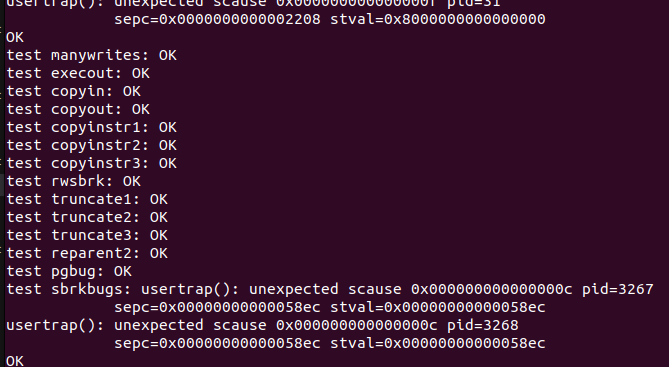 usertrap(): unexpected scause 0x000000000000000f pid=31
sepc=0x0000000000002208 stval=0x8000000000000000
OK
test manywrites: OK
test execout: OK
test copyin: OK
test copyout: OK
test copyinstr1: OK
test copyinstr2: OK
test copyinstr3: OK
test rwsbrk: OK
test truncate1: OK
test truncate2: OK
test truncate3: OK
test reparent2: OK
test pgbug: OK
test sbrkbugs: usertrap(): unexpected scause 0x000000000000000c pid=3267
sepc=0x00000000000058ec stval=0x00000000000058ec
usertrap(): unexpected scause 0x000000000000000c pid=3268
sepc=0x00000000000058ec stval=0x00000000000058ec
OK